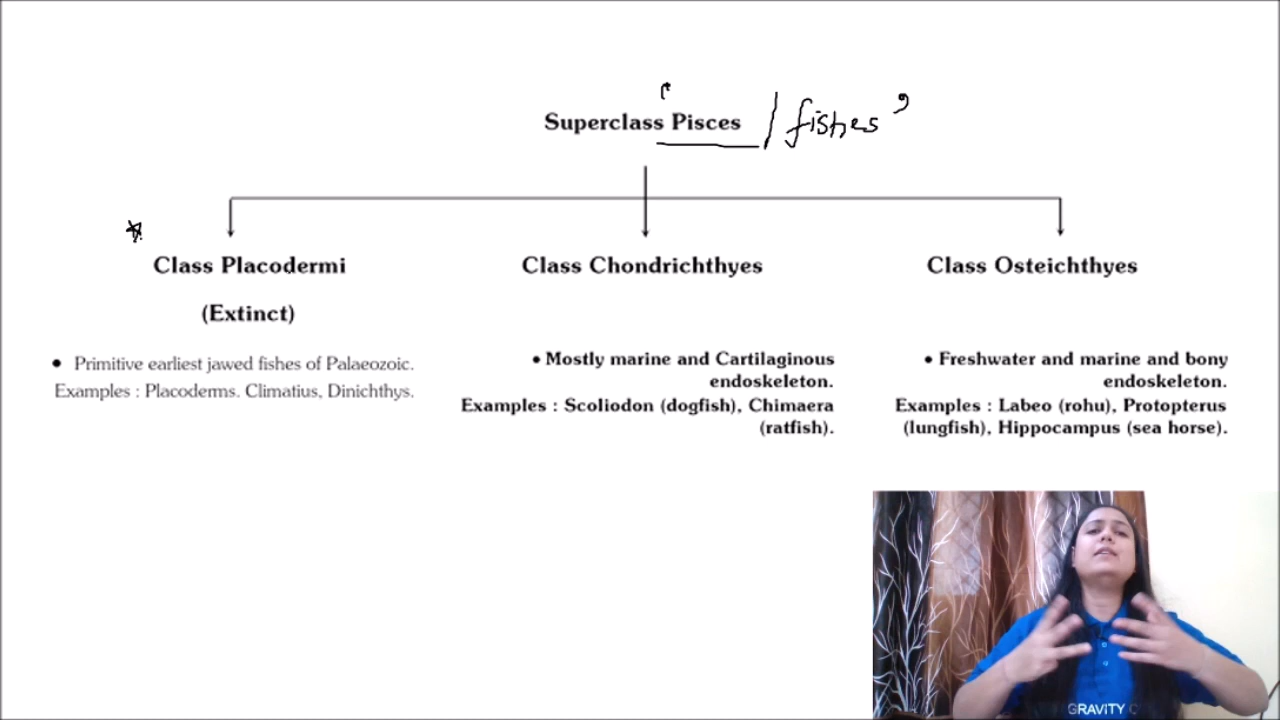 Superclass Pisces / fishes
Class Placodermi
(Extinct)
• Primitive earliest jawed fishes of Palaeozoic.
Examples : Placoderms. Climatius, Dinichthys.
Class Chondrichthyes
• Mostly marine and Cartilaginous
endoskeleton.
Examples : Scoliodon (dogfish), Chimaera
(ratfish).
Class Osteichthyes
• Freshwater and marine and bony
endoskeleton.
Examples : Labeo (rohu), Protopterus
(lungfish), Hippocampus (sea horse).
GRAVITY